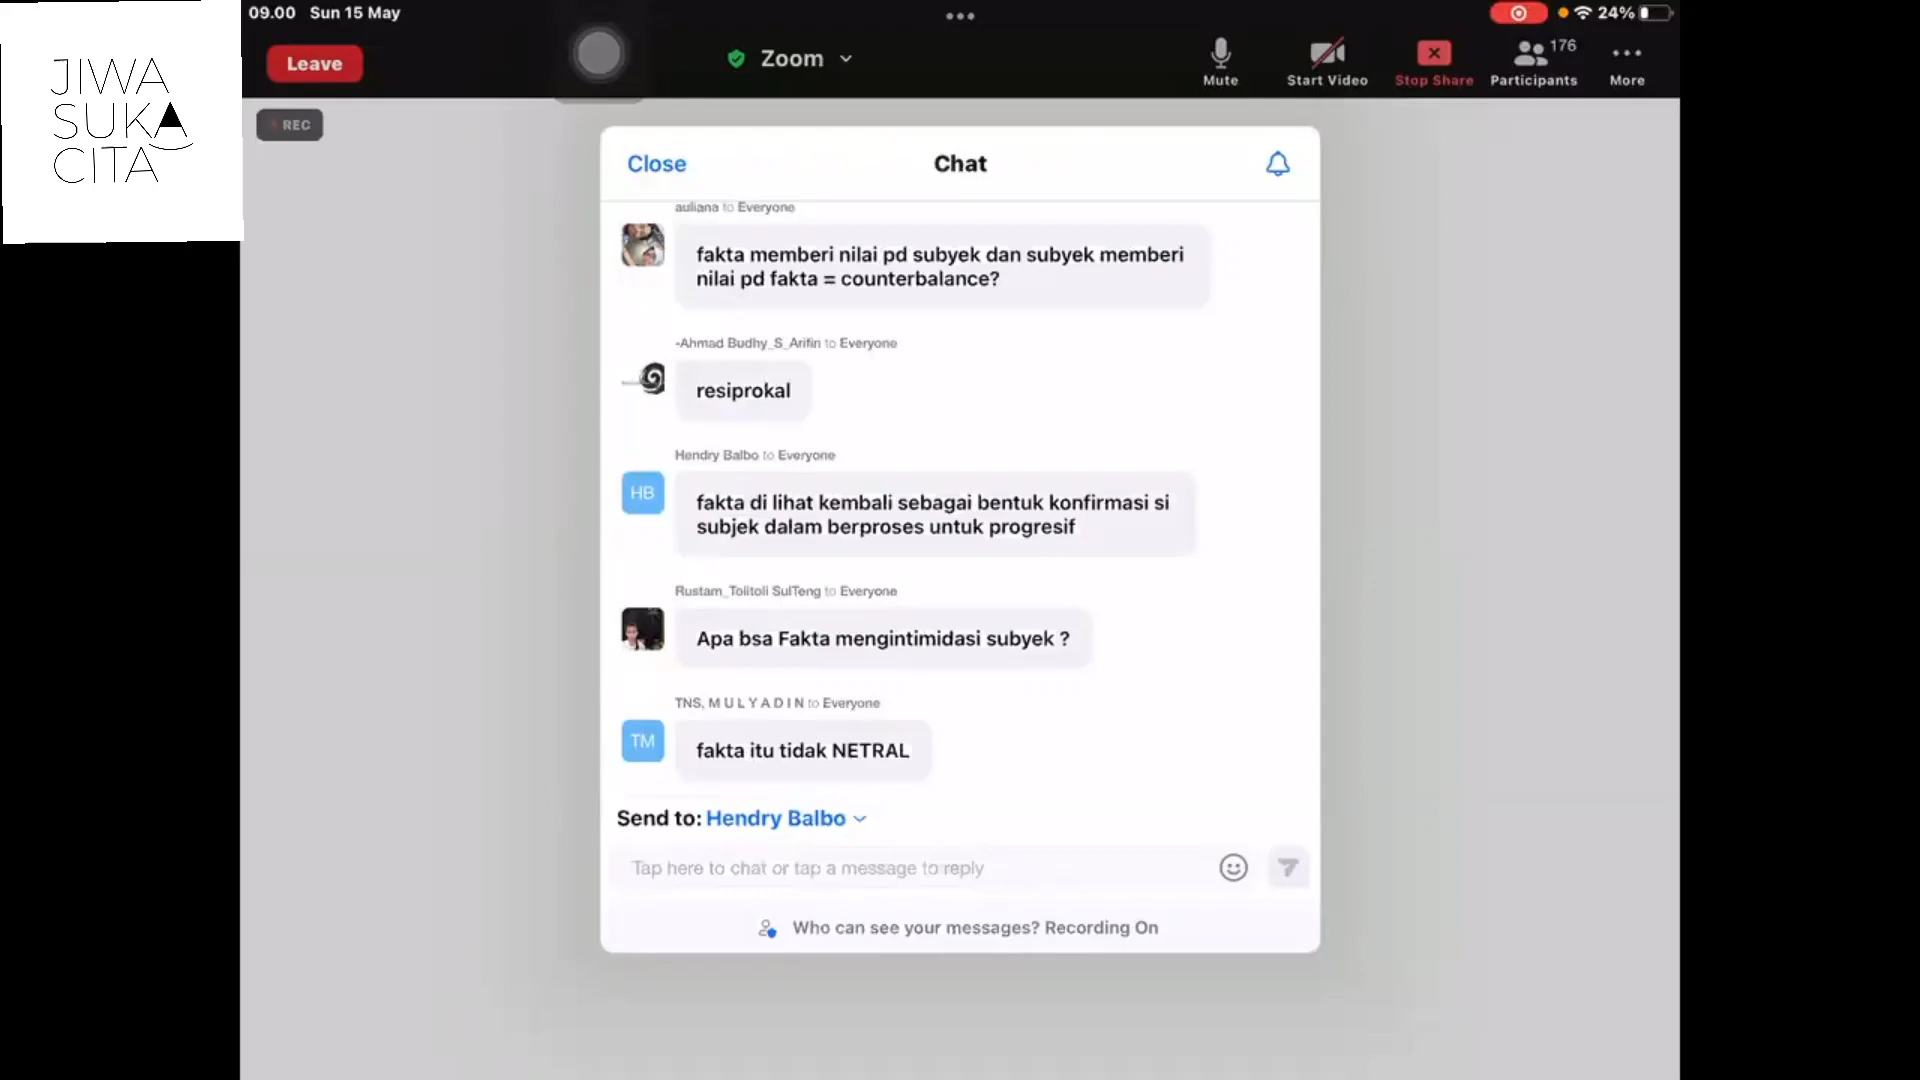 09.00 Sun 15 May
24%
JIWA
SUKA
CITA
Leave
Zoom
Mute
Start Video
Stop Share
Participants
176
More
REC
Close
Chat
auliana to Everyone
fakta memberi nilai pd subyek dan subyek memberi
nilai pd fakta = counterbalance?
-Ahmad Budhy_S_Arifin to Everyone
resiprokal
Hendry Balbo to Everyone
HB
fakta di lihat kembali sebagai bentuk konfirmasi si
subjek dalam berproses untuk progresif
Rustam_Tolitoli SulTeng to Everyone
Apa bsa Fakta mengintimidasi subyek ?
TNS, M U L Y A D I N to Everyone
TM
fakta itu tidak NETRAL
Send to: Hendry Balbo
Tap here to chat or tap a message to reply
Who can see your messages? Recording On